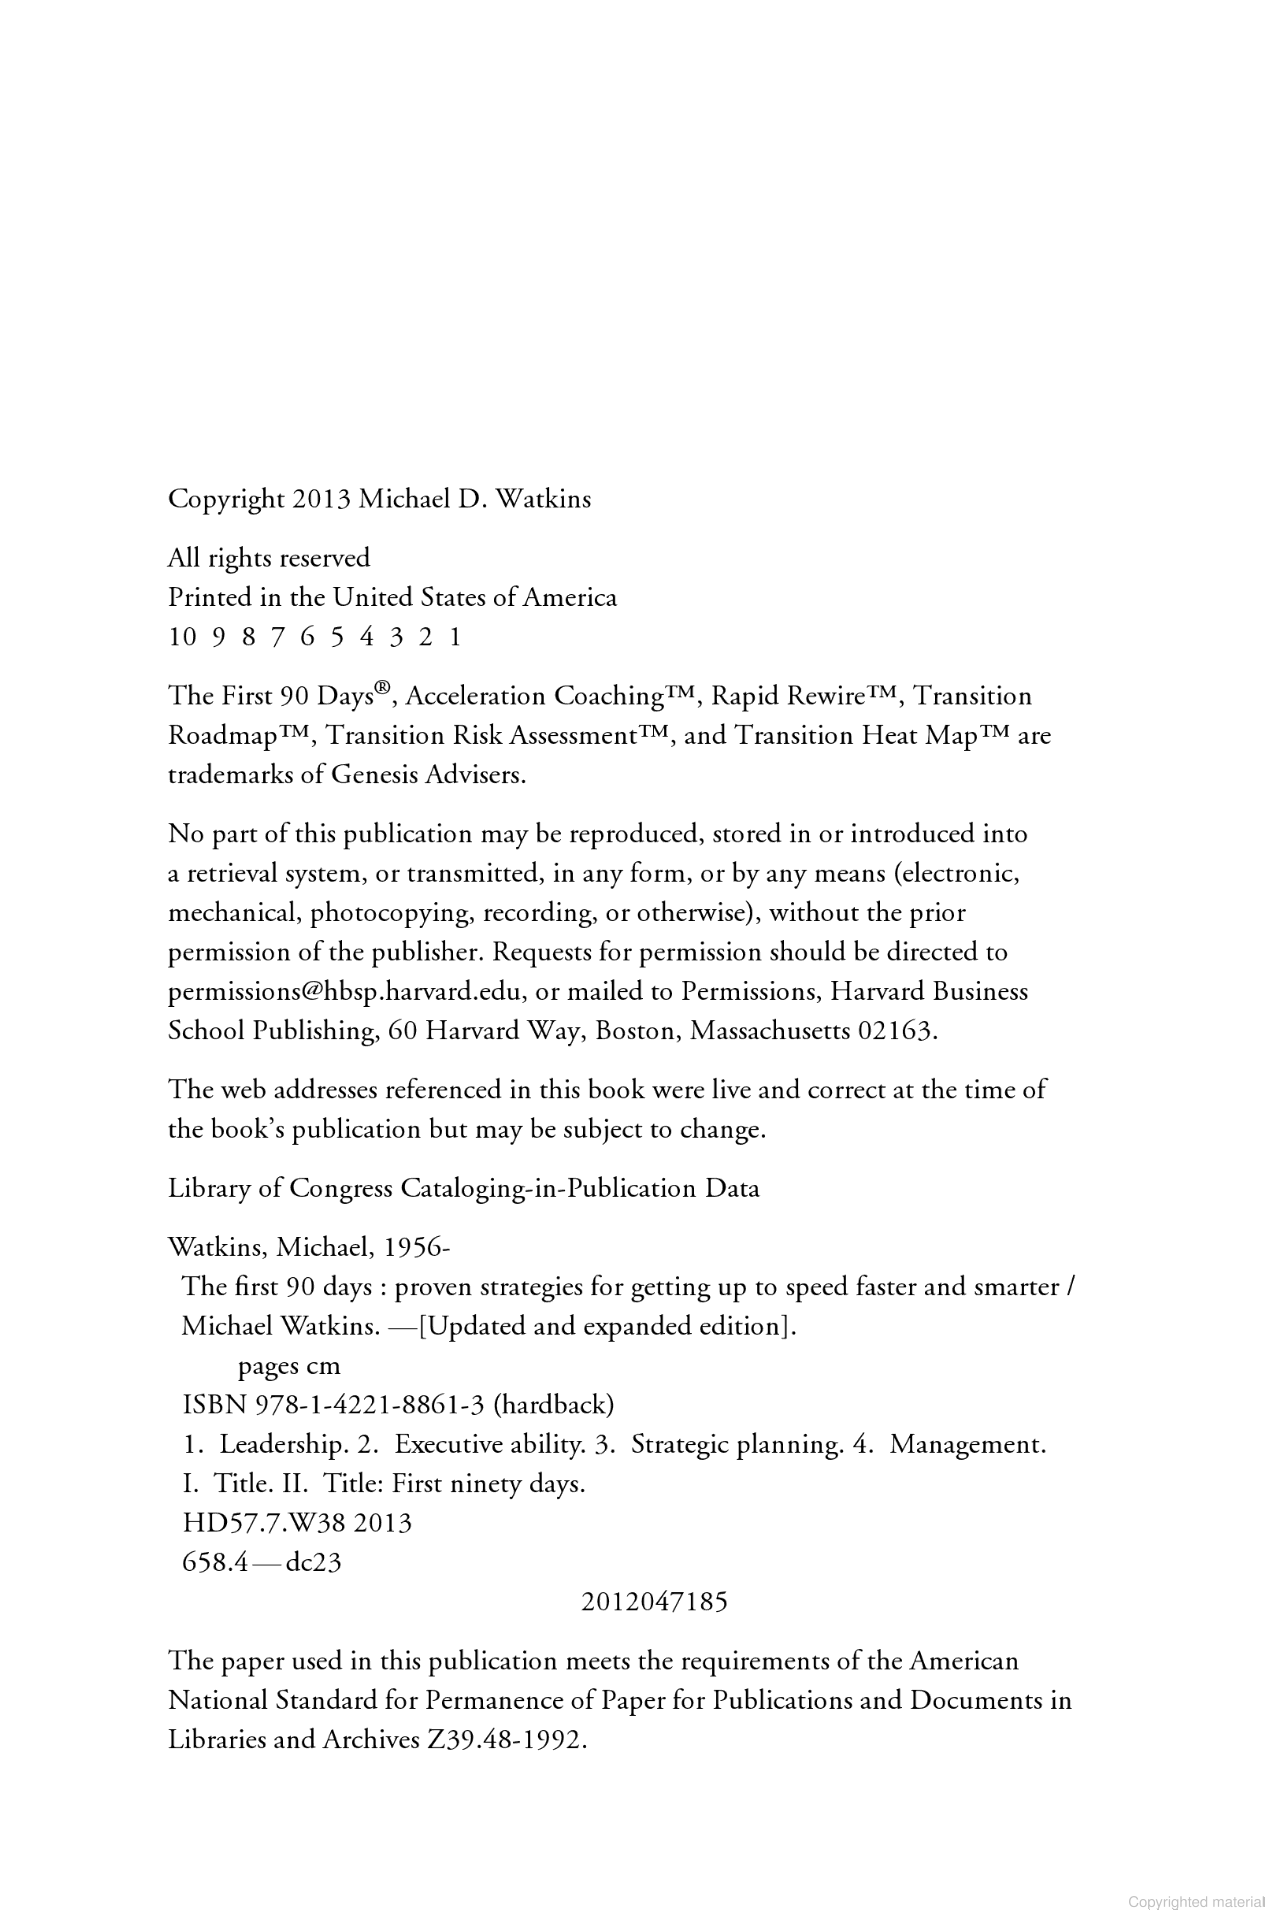 Copyright 2013 Michael D. Watkins
All rights reserved
Printed in the United States of America
10 9 8 7 6 5 4 3 2 1
The First 90 Days®, Acceleration Coaching™, Rapid Rewire™, Transition
Roadmap™, Transition Risk Assessment™, and Transition Heat Map™ are
trademarks of Genesis Advisers.
No part of this publication may be reproduced, stored in or introduced into
a retrieval system, or transmitted, in any form, or by any means (electronic,
mechanical, photocopying, recording, or otherwise), without the prior
permission of the publisher. Requests for permission should be directed to
permissions@hbsp.harvard.edu, or mailed to Permissions, Harvard Business
School Publishing, 60 Harvard Way, Boston, Massachusetts 02163.
The web addresses referenced in this book were live and correct at the time of
the book’s publication but may be subject to change.
Library of Congress Cataloging-in-Publication Data
Watkins, Michael, 1956-
The first 90 days : proven strategies for getting up to speed faster and smarter /
Michael Watkins. —[Updated and expanded edition].
pages cm
ISBN 978-1-4221-8861-3 (hardback)
1. Leadership. 2. Executive ability. 3. Strategic planning. 4. Management.
I. Title. II. Title: First ninety days.
HD57.7.W38 2013
658.4—dc23
2012047185
The paper used in this publication meets the requirements of the American
National Standard for Permanence of Paper for Publications and Documents in
Libraries and Archives Z39.48-1992.
Copyrighted material